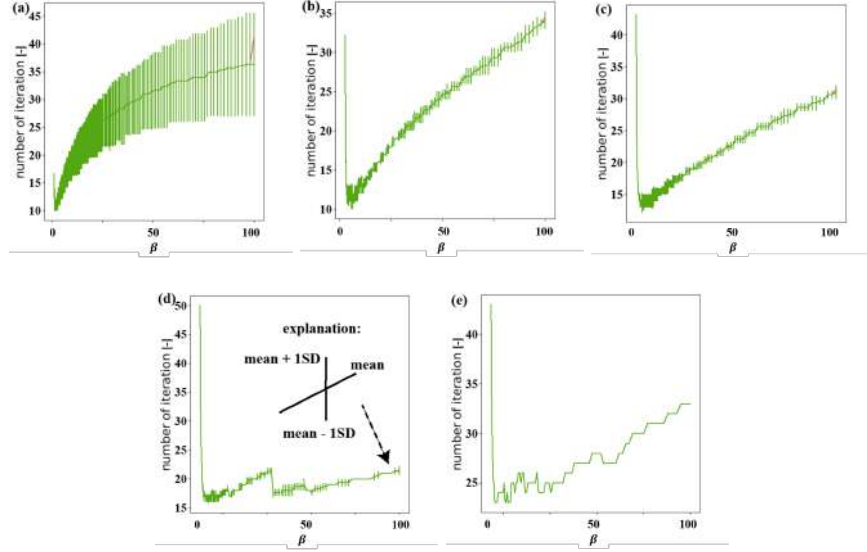 (a)
45
40
35
30
25
20
15
10
number of iteration [-]
0 50 100
β
(b)
35
30
25
20
15
10
number of iteration [-]
0 50 100
β
(c)
40
35
30
25
20
15
number of iteration [-]
0 50 100
β
(d)
50
45
40
35
30
25
20
15
number of iteration [-]
explanation:
mean + 1SD
mean
mean - 1SD
0 50 100
β
(e)
40
35
30
25
number of iteration [-]
0 50 100
β